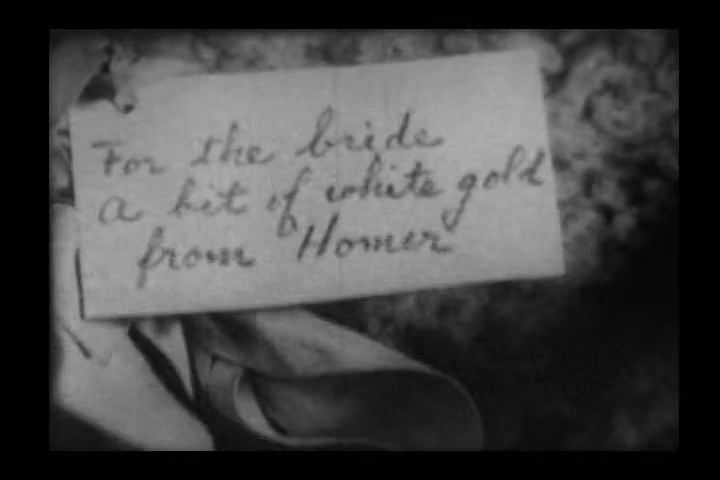 For the bride
a bit of white gold
from Homer